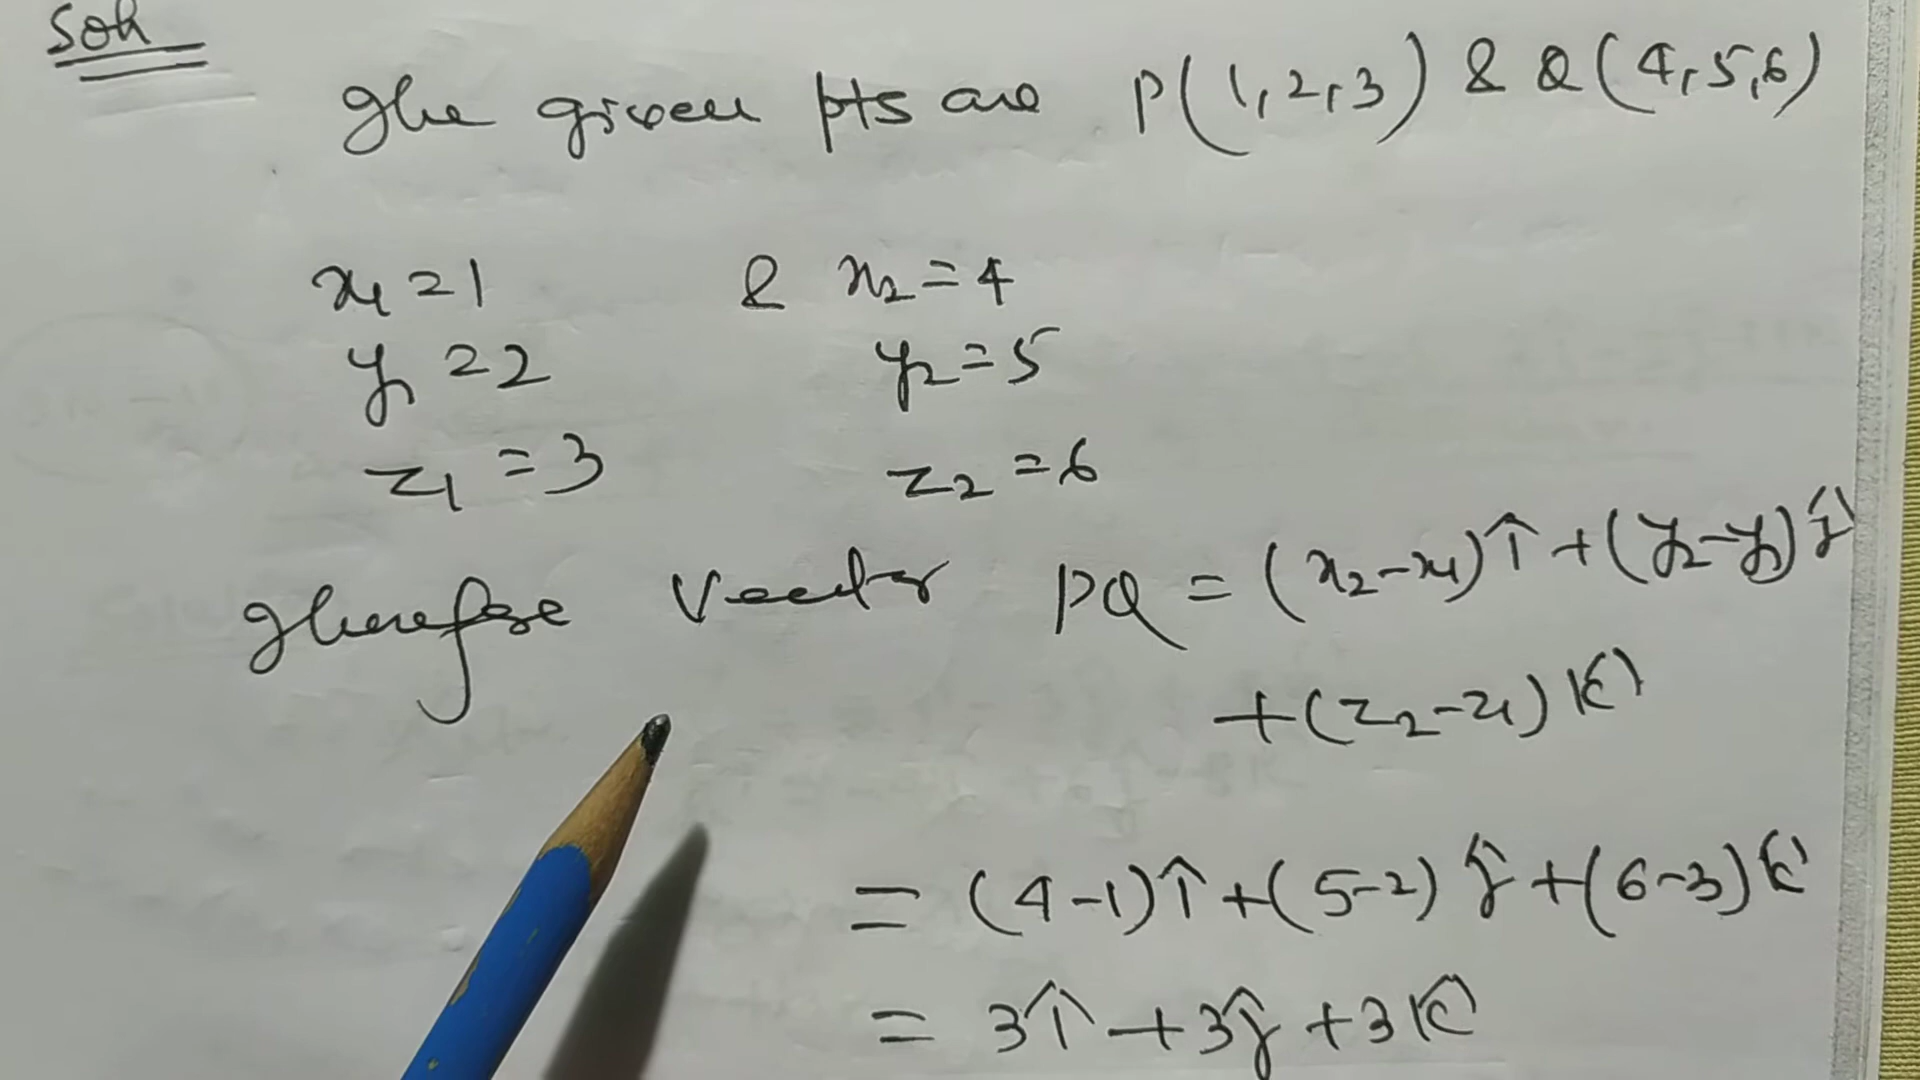 Soln
The given pts are P(1,2,3) & Q(4,5,6)
x₁=1 & x₂=4
y₁=2 y₂=5
z₁=3 z₂=6
Therefore Vector PQ = (x₂-x₁)î+(y₂-y₁)ĵ
+(z₂-z₁)k̂
= (4-1)î+(5-2)ĵ+(6-3)k̂
= 3î+3ĵ+3k̂